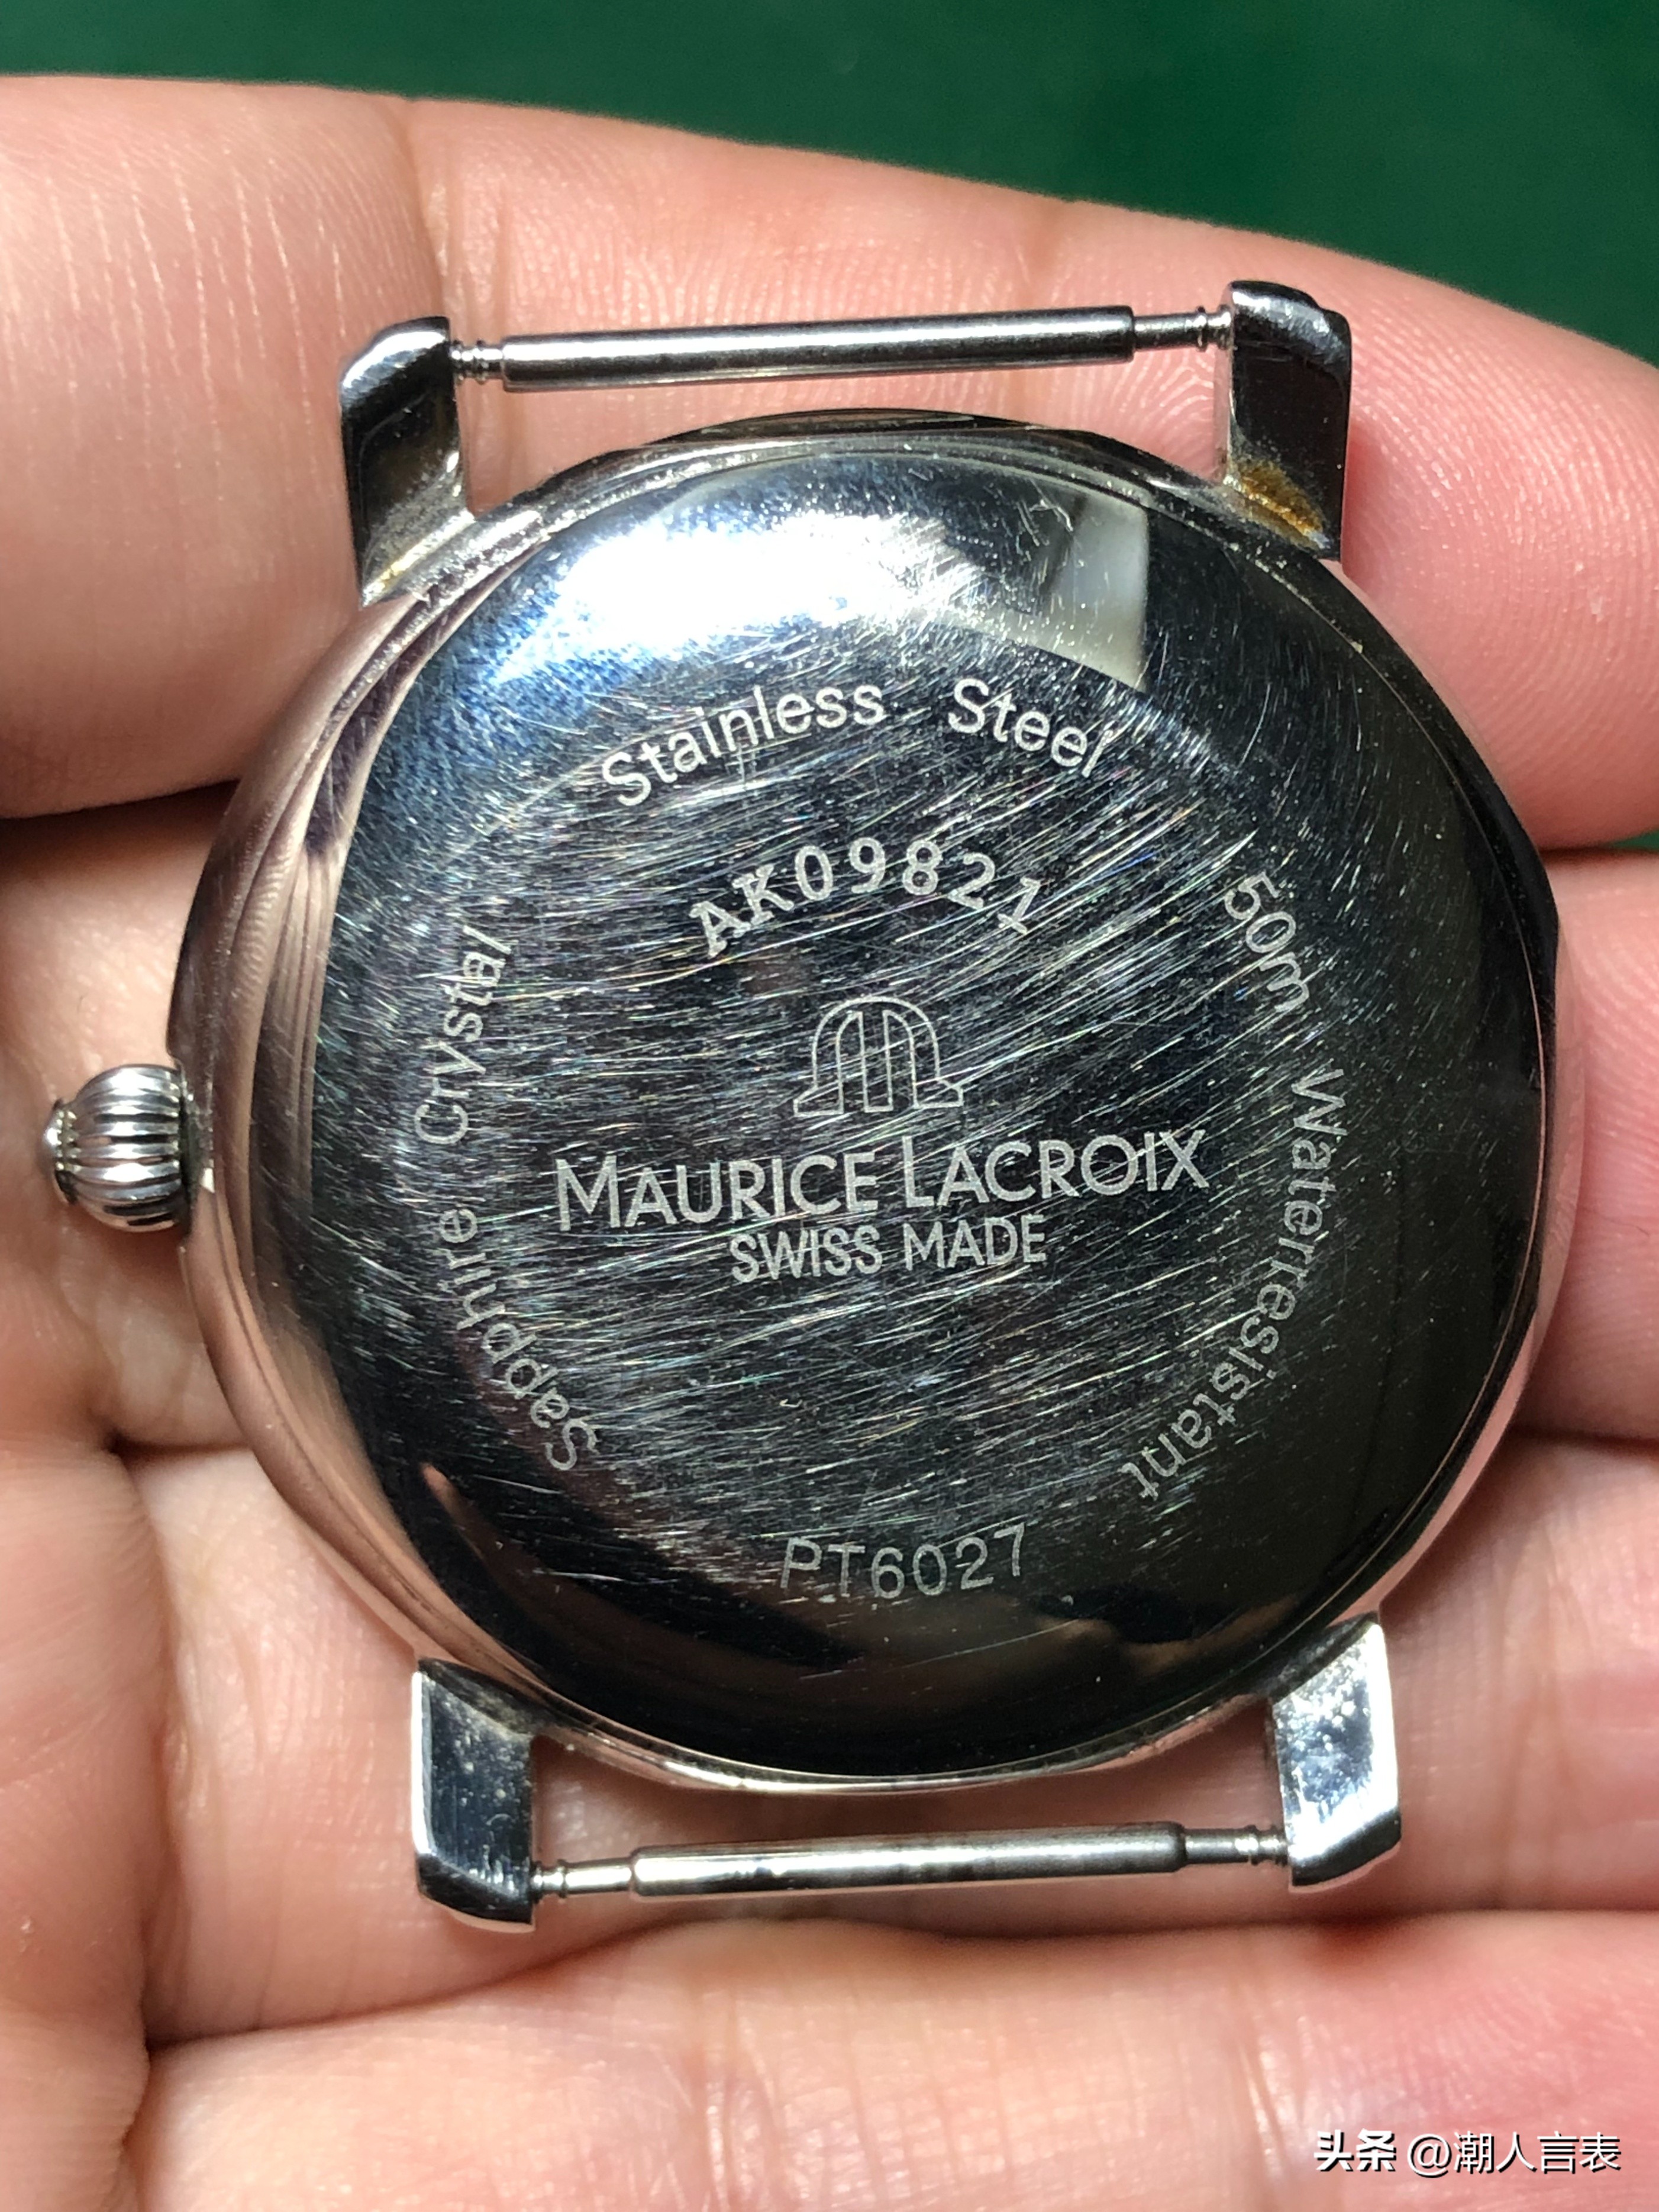 Stainless Steel
AK09821
50m Waterresistant
Sapphire Crystal
MAURICE LACROIX
SWISS MADE
PT6027
头条 @潮人言表